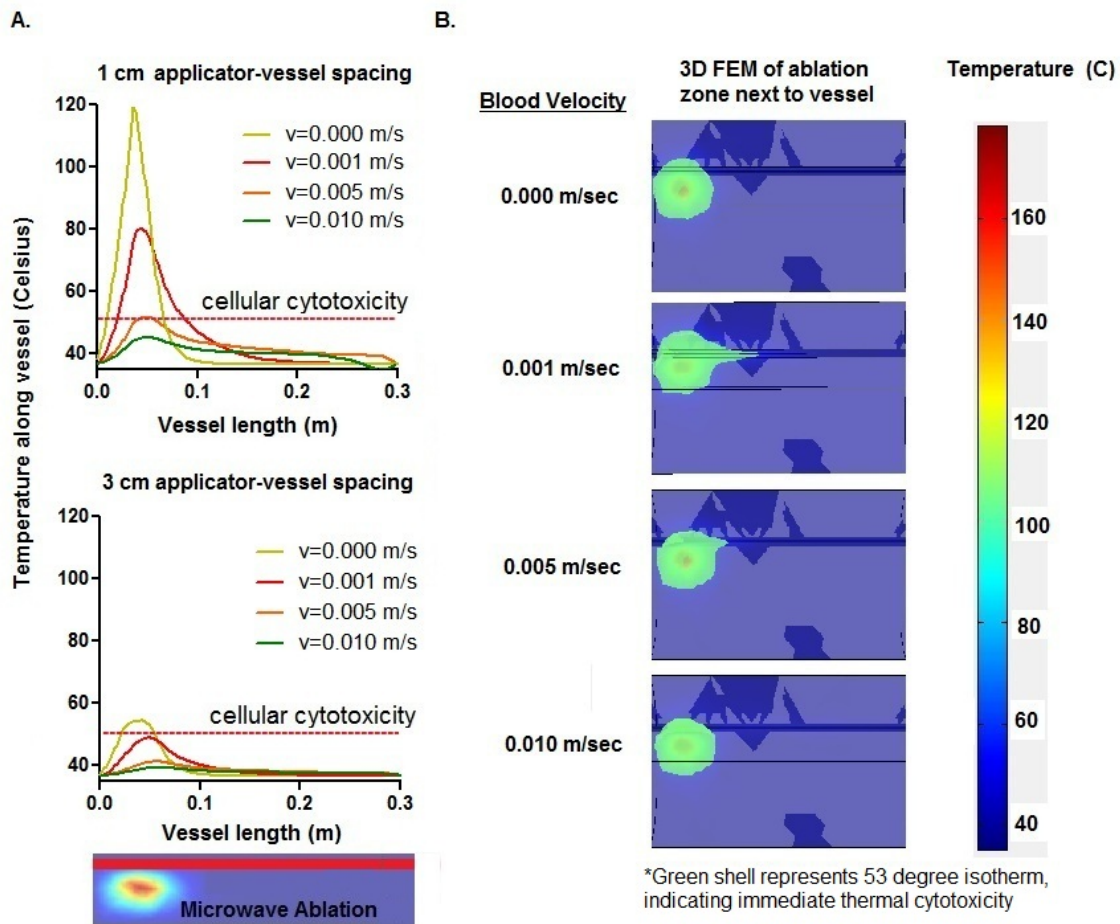 A.
1 cm applicator-vessel spacing
120
100
80
60
40
v=0.000 m/s
v=0.001 m/s
v=0.005 m/s
v=0.010 m/s
cellular cytotoxicity
0.0 0.1 0.2 0.3
Vessel length (m)
Temperature along vessel (Celsius)
3 cm applicator-vessel spacing
120
100
80
60
40
v=0.000 m/s
v=0.001 m/s
v=0.005 m/s
v=0.010 m/s
cellular cytotoxicity
0.0 0.1 0.2 0.3
Vessel length (m)
Microwave Ablation
B.
Blood Velocity
3D FEM of ablation
zone next to vessel
0.000 m/sec
0.001 m/sec
0.005 m/sec
0.010 m/sec
Temperature (C)
160
140
120
100
80
60
40
*Green shell represents 53 degree isotherm,
indicating immediate thermal cytotoxicity